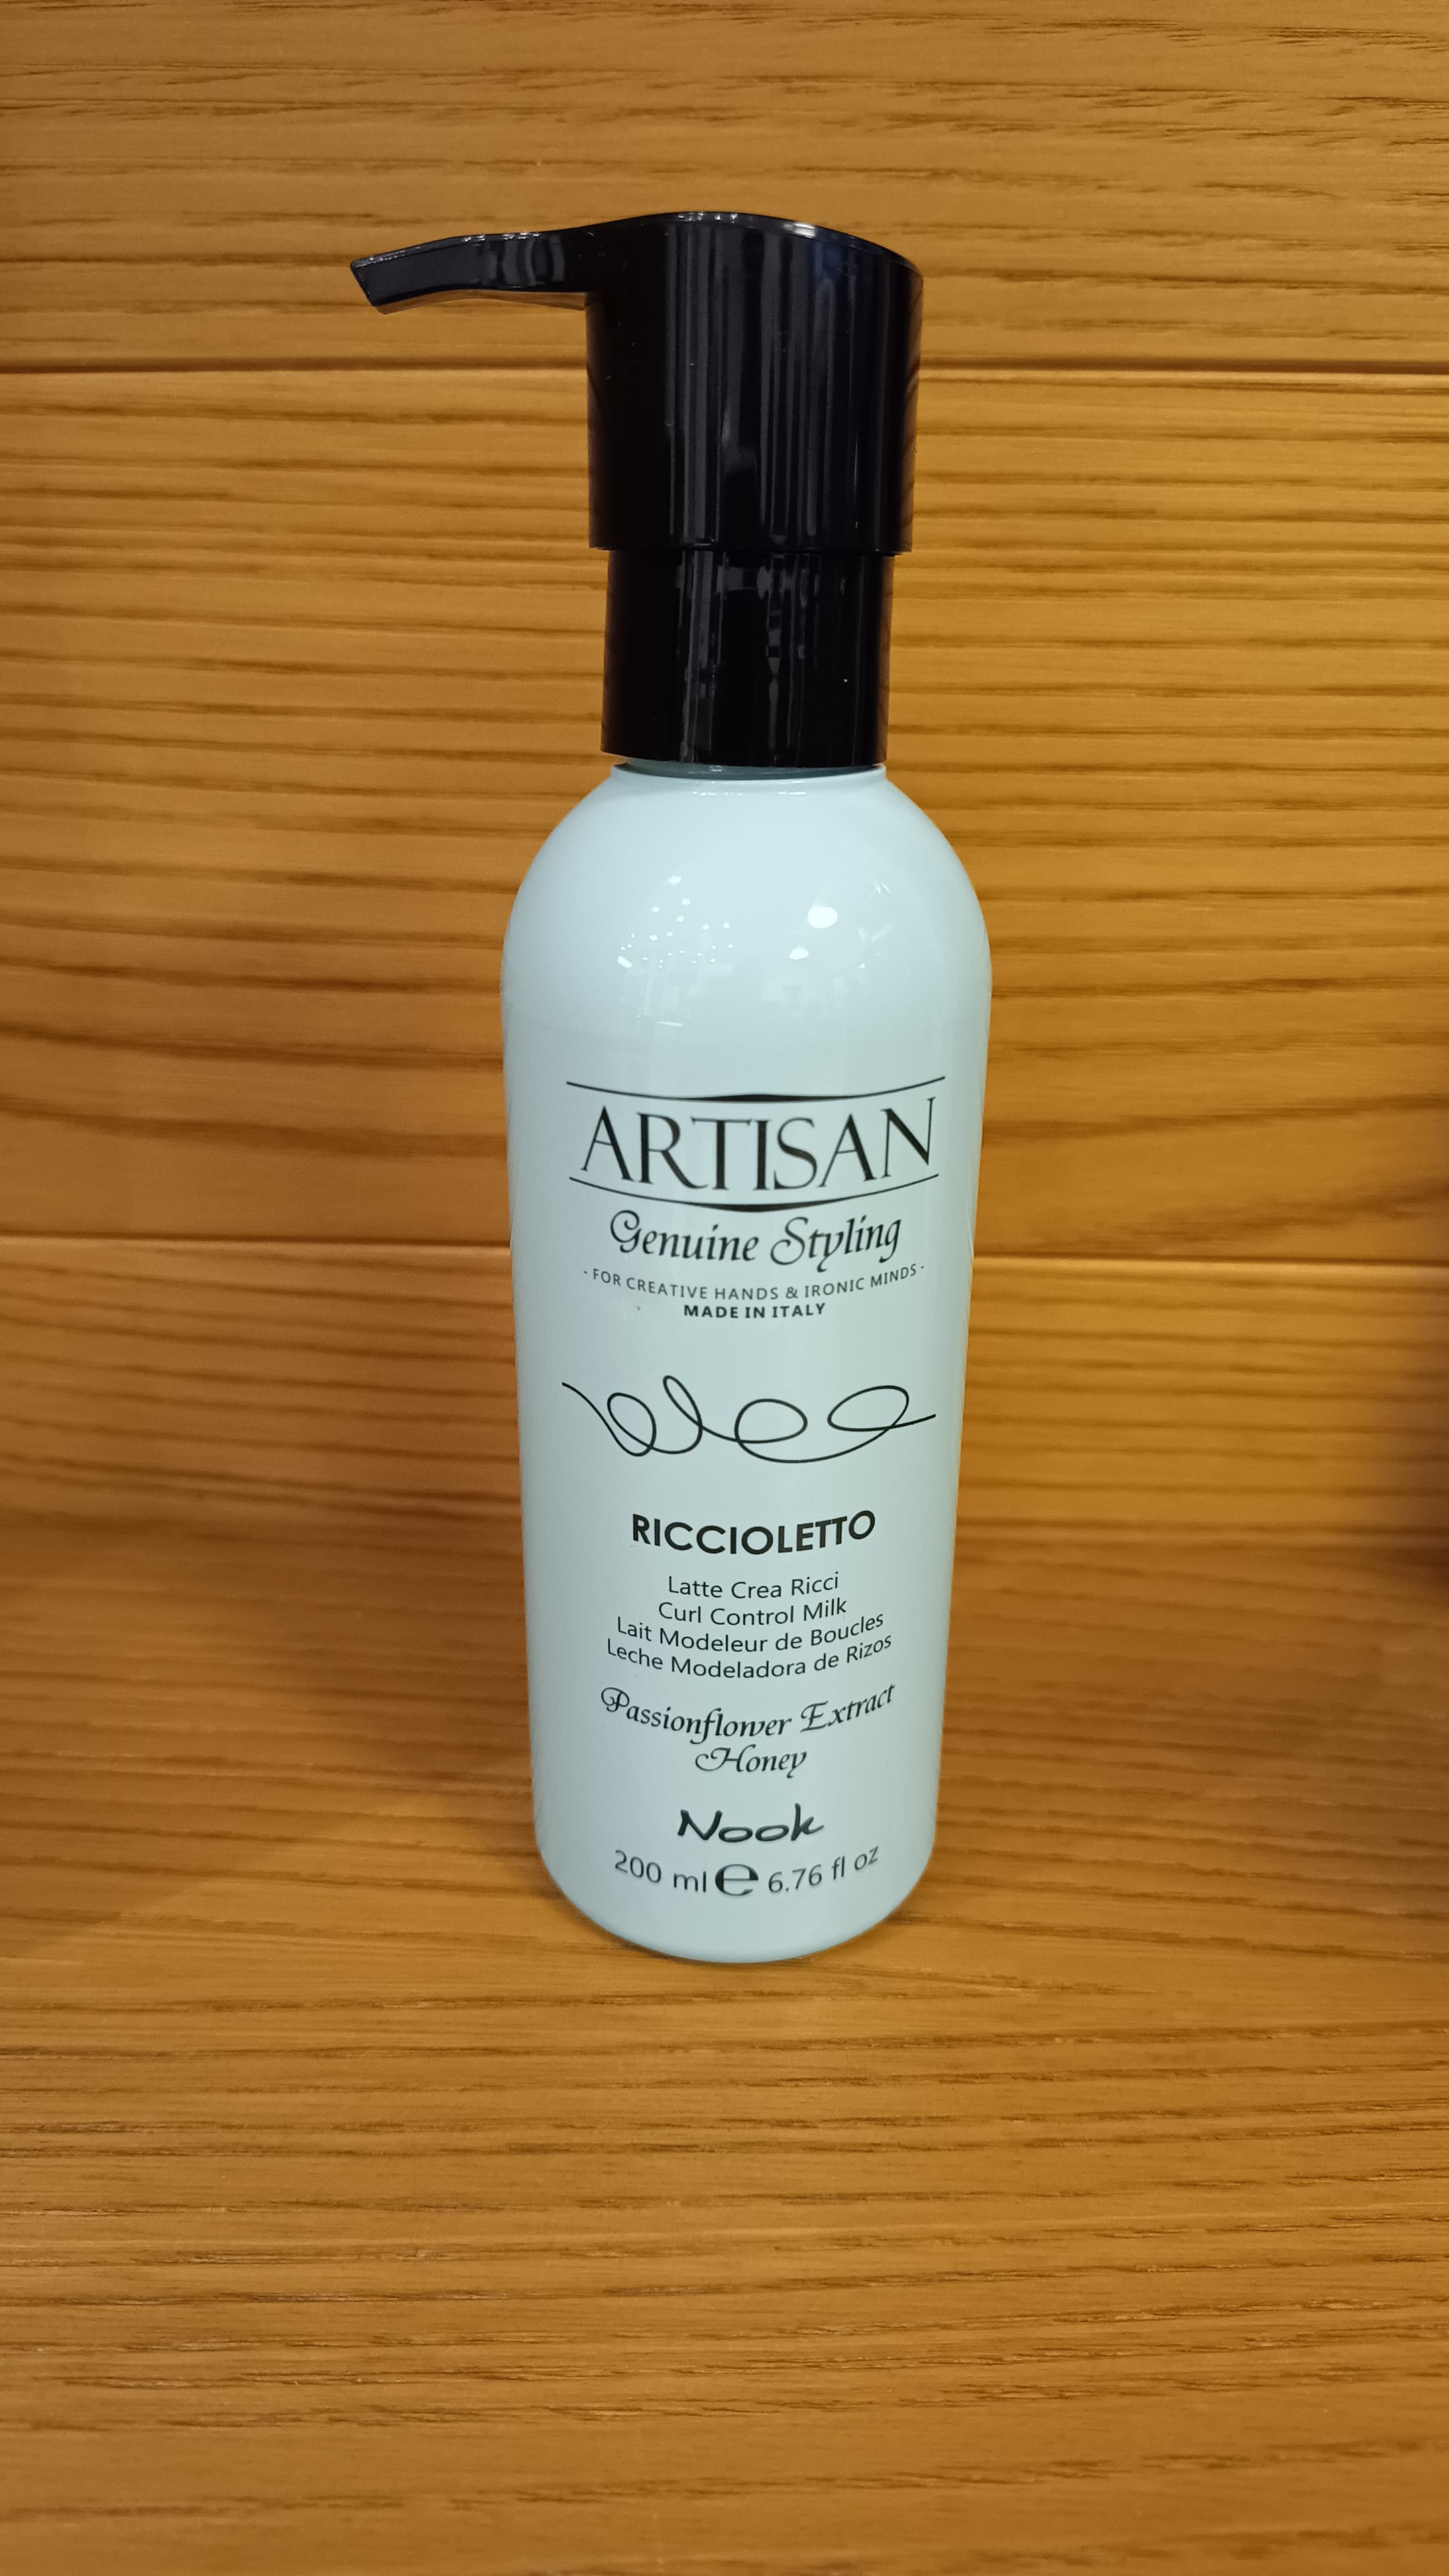 ARTISAN
Genuine Styling
- FOR CREATIVE HANDS & IRONIC MINDS -
MADE IN ITALY
RICCIOLETTO
Latte Crea Ricci
Curl Control Milk
Lait Modeleur de Boucles
Leche Modeladora de Rizos
Passionflower Extract
Honey
Nook
200 ml e 6.76 fl oz